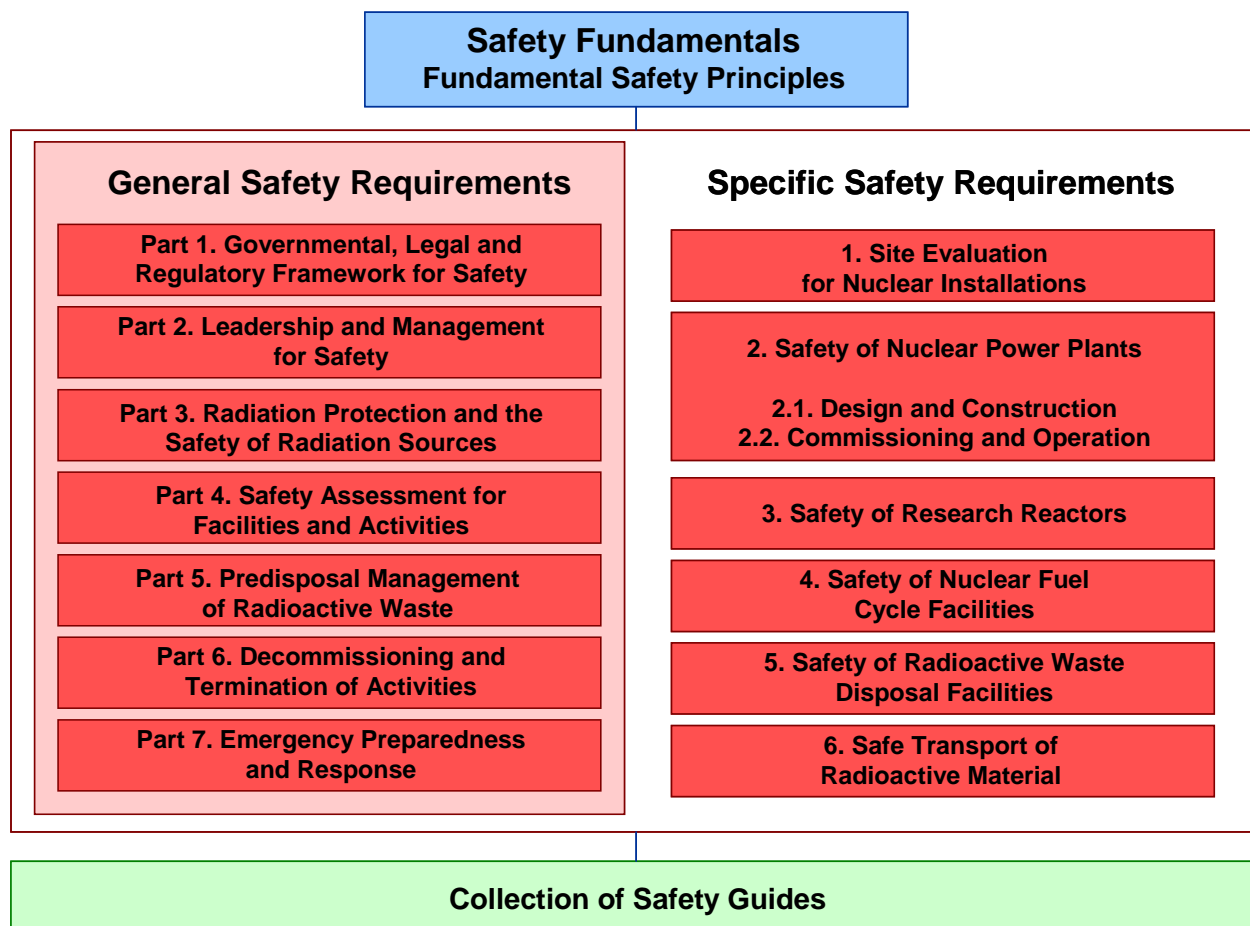 Safety Fundamentals
Fundamental Safety Principles
General Safety Requirements
Part 1. Governmental, Legal and
Regulatory Framework for Safety
Part 2. Leadership and Management
for Safety
Part 3. Radiation Protection and the
Safety of Radiation Sources
Part 4. Safety Assessment for
Facilities and Activities
Part 5. Predisposal Management
of Radioactive Waste
Part 6. Decommissioning and
Termination of Activities
Part 7. Emergency Preparedness
and Response
Specific Safety Requirements
1. Site Evaluation
for Nuclear Installations
2. Safety of Nuclear Power Plants
2.1. Design and Construction
2.2. Commissioning and Operation
3. Safety of Research Reactors
4. Safety of Nuclear Fuel
Cycle Facilities
5. Safety of Radioactive Waste
Disposal Facilities
6. Safe Transport of
Radioactive Material
Collection of Safety Guides